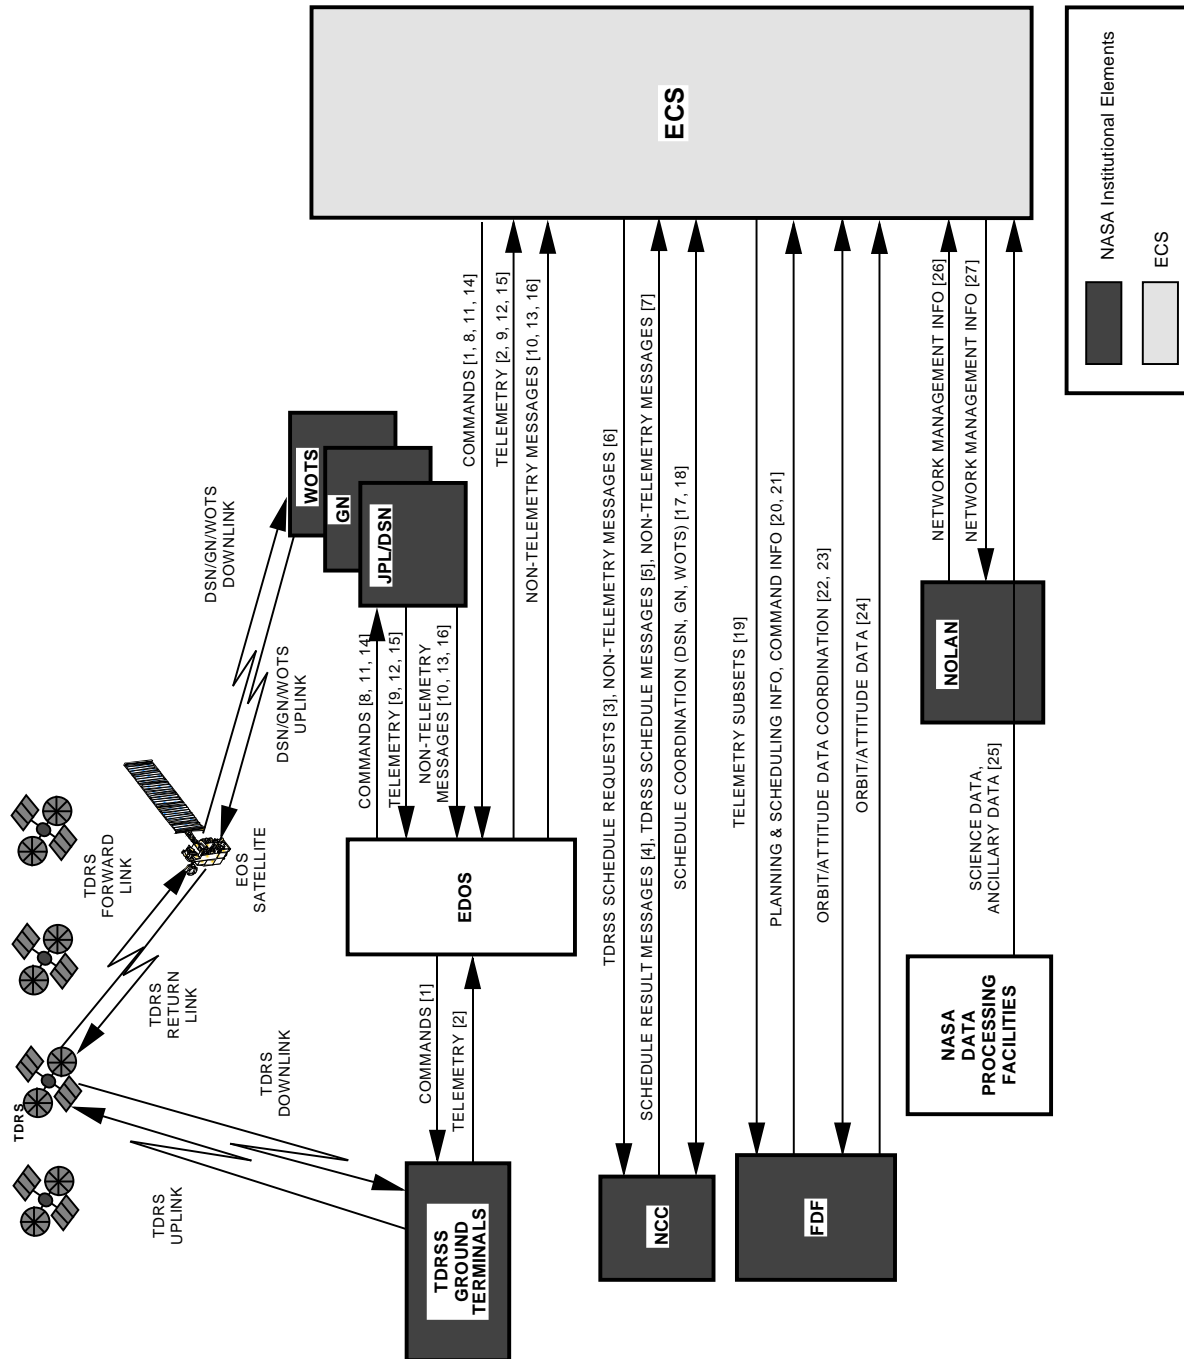 TDRS
TDRS
UPLINK
TDRS
DOWNLINK
TDRS
RETURN
LINK
TDRS
FORWARD
LINK
EOS
SATELLITE
DSN/GN/WOTS
UPLINK
DSN/GN/WOTS
DOWNLINK
WOTS
GN
JPL/DSN
TDRSS
GROUND
TERMINALS
COMMANDS [1]
TELEMETRY [2]
EDOS
COMMANDS [8, 11, 14]
TELEMETRY [9, 12, 15]
NON-TELEMETRY
MESSAGES [10, 13, 16]
COMMANDS [1, 8, 11, 14]
TELEMETRY [2, 9, 12, 15]
NON-TELEMETRY MESSAGES [10, 13, 16]
ECS
NCC
TDRSS SCHEDULE REQUESTS [3], NON-TELEMETRY MESSAGES [6]
SCHEDULE RESULT MESSAGES [4], TDRSS SCHEDULE MESSAGES [5], NON-TELEMETRY MESSAGES [7]
SCHEDULE COORDINATION (DSN, GN, WOTS) [17, 18]
FDF
TELEMETRY SUBSETS [19]
PLANNING & SCHEDULING INFO, COMMAND INFO [20, 21]
ORBIT/ATTITUDE DATA COORDINATION [22, 23]
ORBIT/ATTITUDE DATA [24]
NASA
DATA
PROCESSING
FACILITIES
SCIENCE DATA,
ANCILLARY DATA [25]
NOLAN
NETWORK MANAGEMENT INFO [26]
NETWORK MANAGEMENT INFO [27]
NASA Institutional Elements
ECS